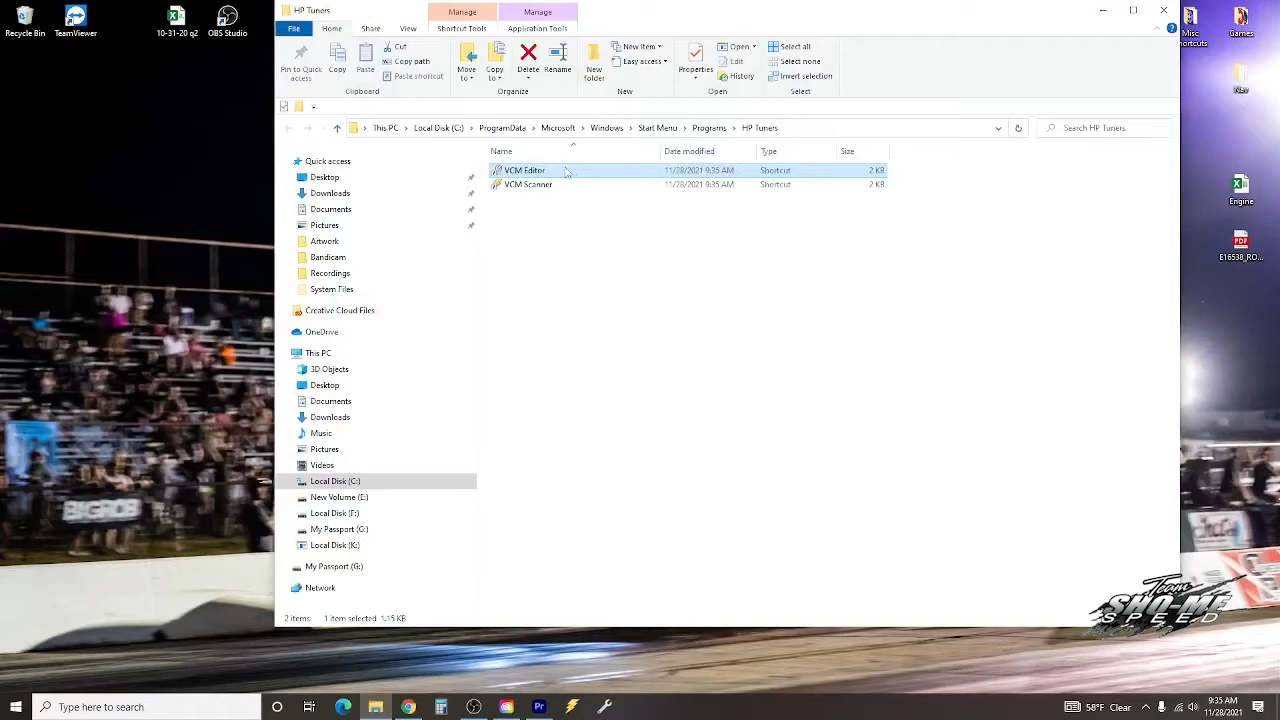 Recycle Bin
TeamViewer
10-31-20 q2
OBS Studio
HP Tuners
Manage
Manage
File
Home
Share
View
Shortcut Tools
Application Tools
Pin to Quick access
Copy
Paste
Cut
Copy path
Paste shortcut
Clipboard
Move to
Copy to
Delete
Rename
Organize
New folder
New item
Easy access
New
Properties
Open
Edit
History
Open
Select all
Select none
Invert selection
Select
This PC > Local Disk (C:) > ProgramData > Microsoft > Windows > Start Menu > Programs > HP Tuners
Search HP Tuners
Name
Date modified
Type
Size
VCM Editor 11/28/2021 9:35 AM Shortcut 2 KB
VCM Scanner 11/28/2021 9:35 AM Shortcut 2 KB
Quick access
Desktop
Downloads
Documents
Pictures
Artwork
Bandicam
Recordings
System Files
Creative Cloud Files
OneDrive
This PC
3D Objects
Desktop
Documents
Downloads
Music
Pictures
Videos
Local Disk (C:)
New Volume (E:)
Local Disk (F:)
My Passport (G:)
Local Disk (K:)
My Passport (G:)
Network
2 items
1 item selected 1.15 KB
Misc
Games
Nav
Engine
PDF
E16538_RO...
BIGROB
Team
SHO-ME
SPEED
Type here to search
Pr
58°F Clear
9:35 AM
11/28/2021